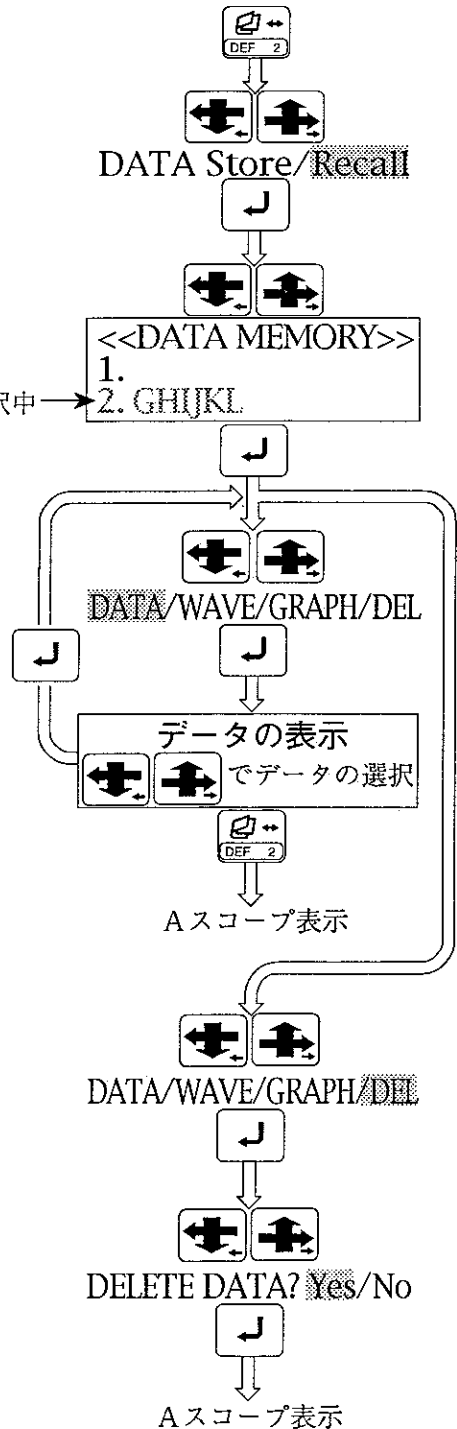 DEF 2
DATA Store/Recall
<<DATA MEMORY>>
1.
択中
2. GHIJKL
DATA/WAVE/GRAPH/DEL
データの表示
でデータの選択
DEF 2
Aスコープ表示
DATA/WAVE/GRAPH/DEL
DELETE DATA? Yes/No
Aスコープ表示